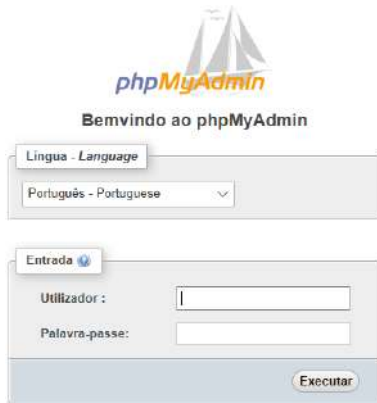 phpMyAdmin
Bemvindo ao phpMyAdmin
Língua - Language
Português - Portuguese
Entrada
Utilizador :
Palavra-passe:
Executar